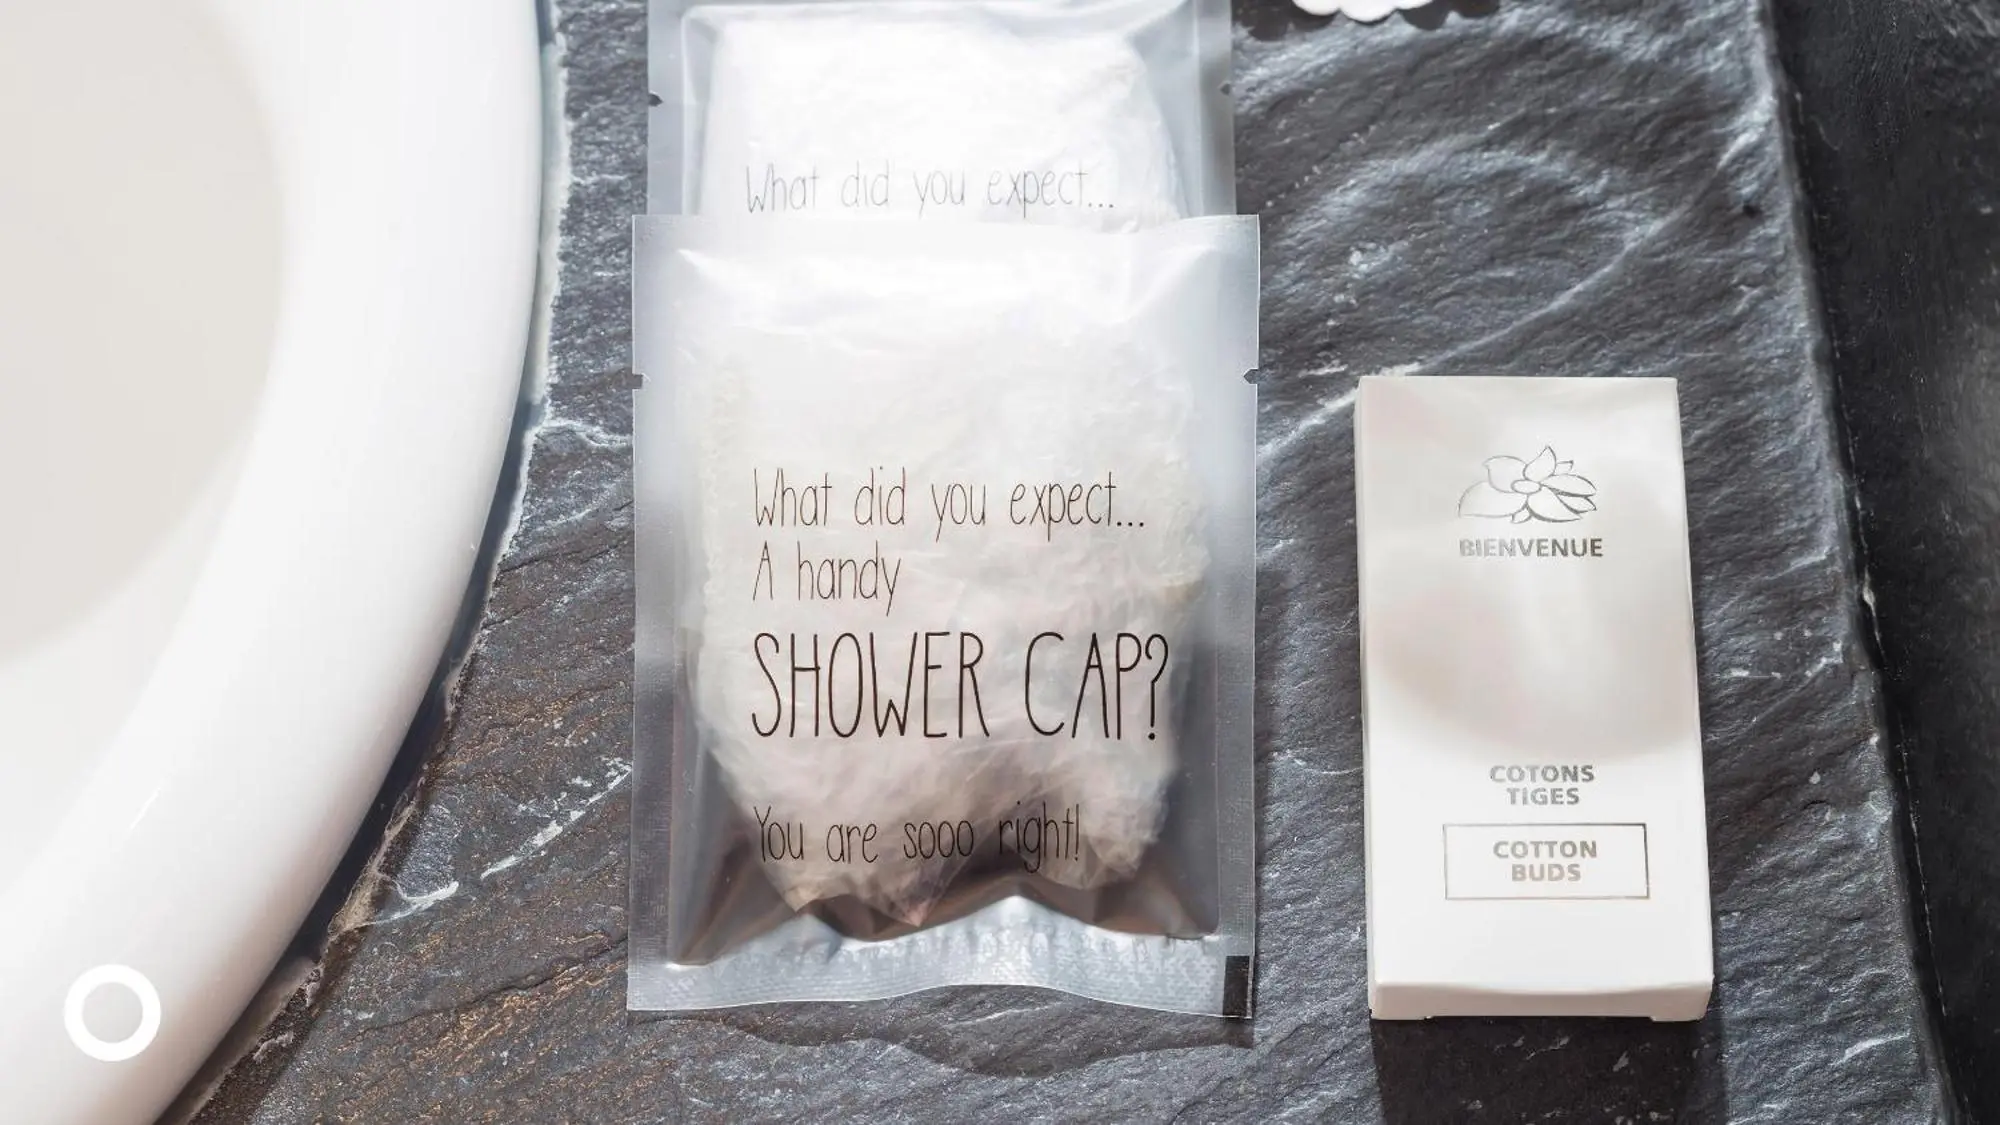 What did you expect...
What did you expect...
A handy
SHOWER CAP?
You are sooo right!
BIENVENUE
COTONS
TIGES
COTTON
BUDS